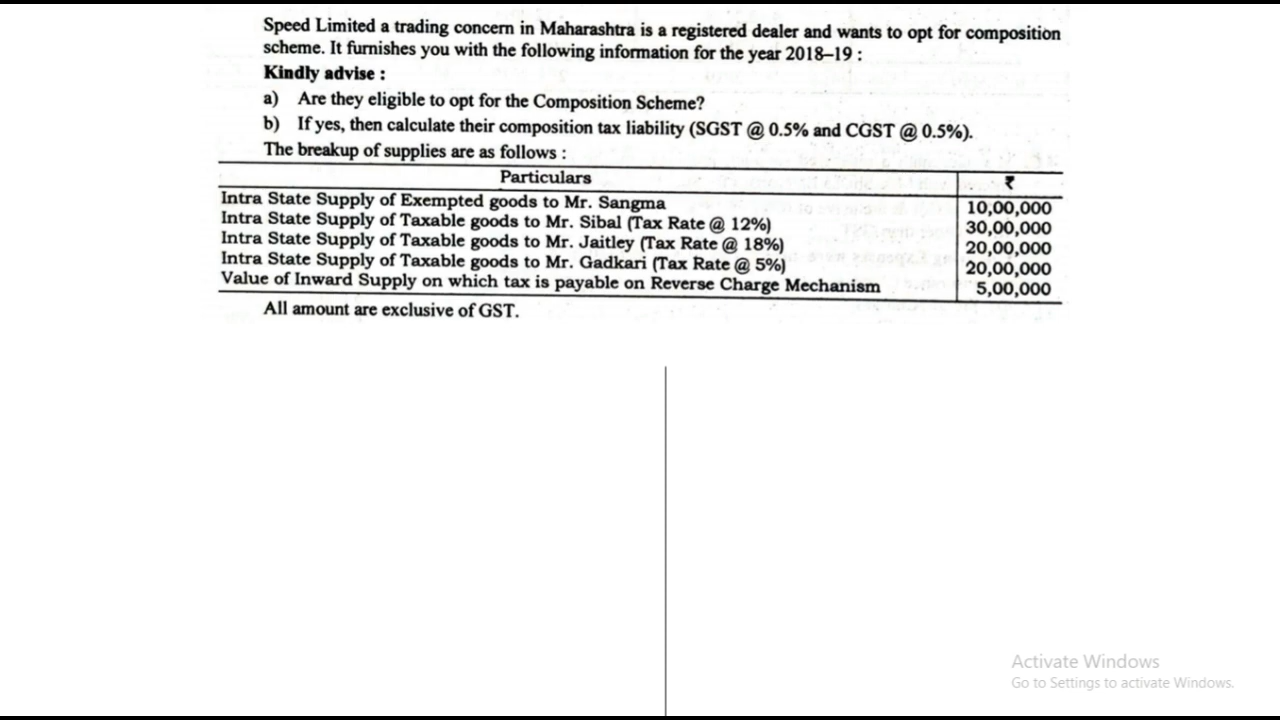 Speed Limited a trading concern in Maharashtra is a registered dealer and wants to opt for composition
scheme. It furnishes you with the following information for the year 2018–19 :
Kindly advise :
a) Are they eligible to opt for the Composition Scheme?
b) If yes, then calculate their composition tax liability (SGST @ 0.5% and CGST @ 0.5%).
The breakup of supplies are as follows :
Particulars ₹
Intra State Supply of Exempted goods to Mr. Sangma 10,00,000
Intra State Supply of Taxable goods to Mr. Sibal (Tax Rate @ 12%) 30,00,000
Intra State Supply of Taxable goods to Mr. Jaitley (Tax Rate @ 18%) 20,00,000
Intra State Supply of Taxable goods to Mr. Gadkari (Tax Rate @ 5%) 20,00,000
Value of Inward Supply on which tax is payable on Reverse Charge Mechanism 5,00,000
All amount are exclusive of GST.
Activate Windows
Go to Settings to activate Windows.